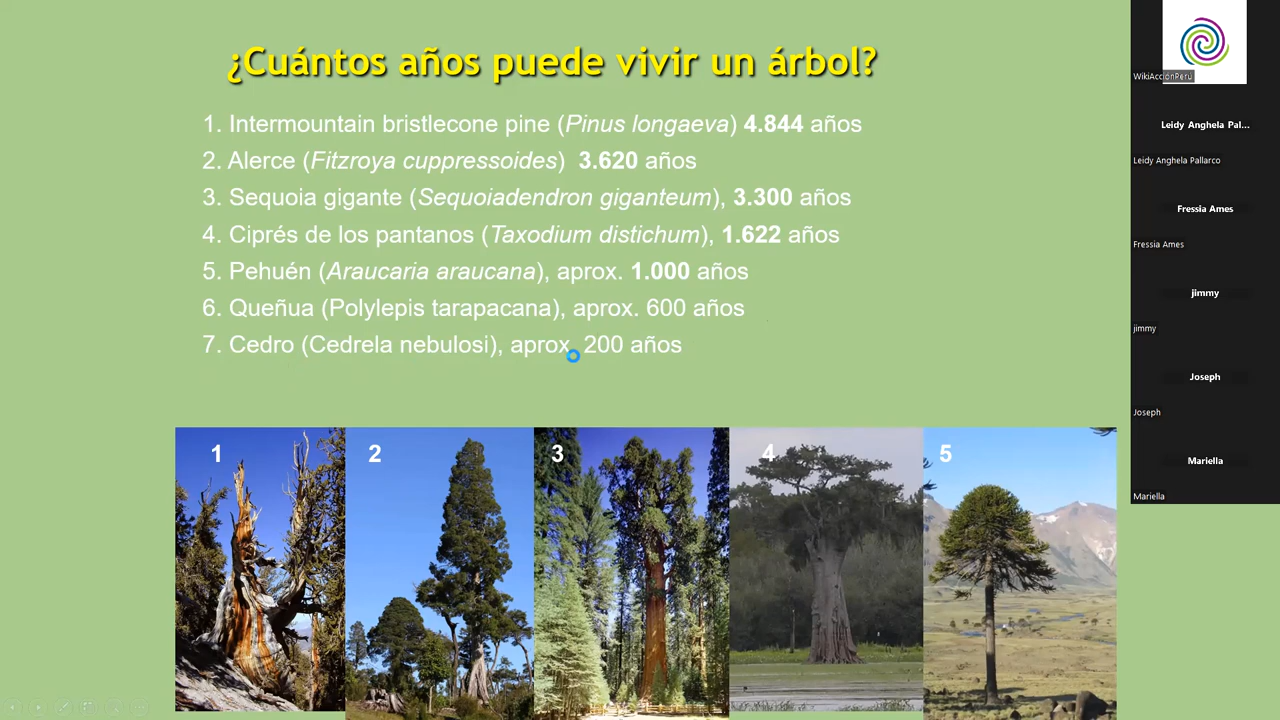 ¿Cuántos años puede vivir un árbol?
1. Intermountain bristlecone pine (Pinus longaeva) 4.844 años
2. Alerce (Fitzroya cuppressoides) 3.620 años
3. Sequoia gigante (Sequoiadendron giganteum), 3.300 años
4. Ciprés de los pantanos (Taxodium distichum), 1.622 años
5. Pehuén (Araucaria araucana), aprox. 1.000 años
6. Queñua (Polylepis tarapacana), aprox. 600 años
7. Cedro (Cedrela nebulosi), aprox. 200 años
1
2
3
4
5
WikiAcciónPerú
Leidy Anghela Pal...
Leidy Anghela Pallarco
Fressia Ames
Fressia Ames
jimmy
jimmy
Joseph
Joseph
Mariella
Mariella